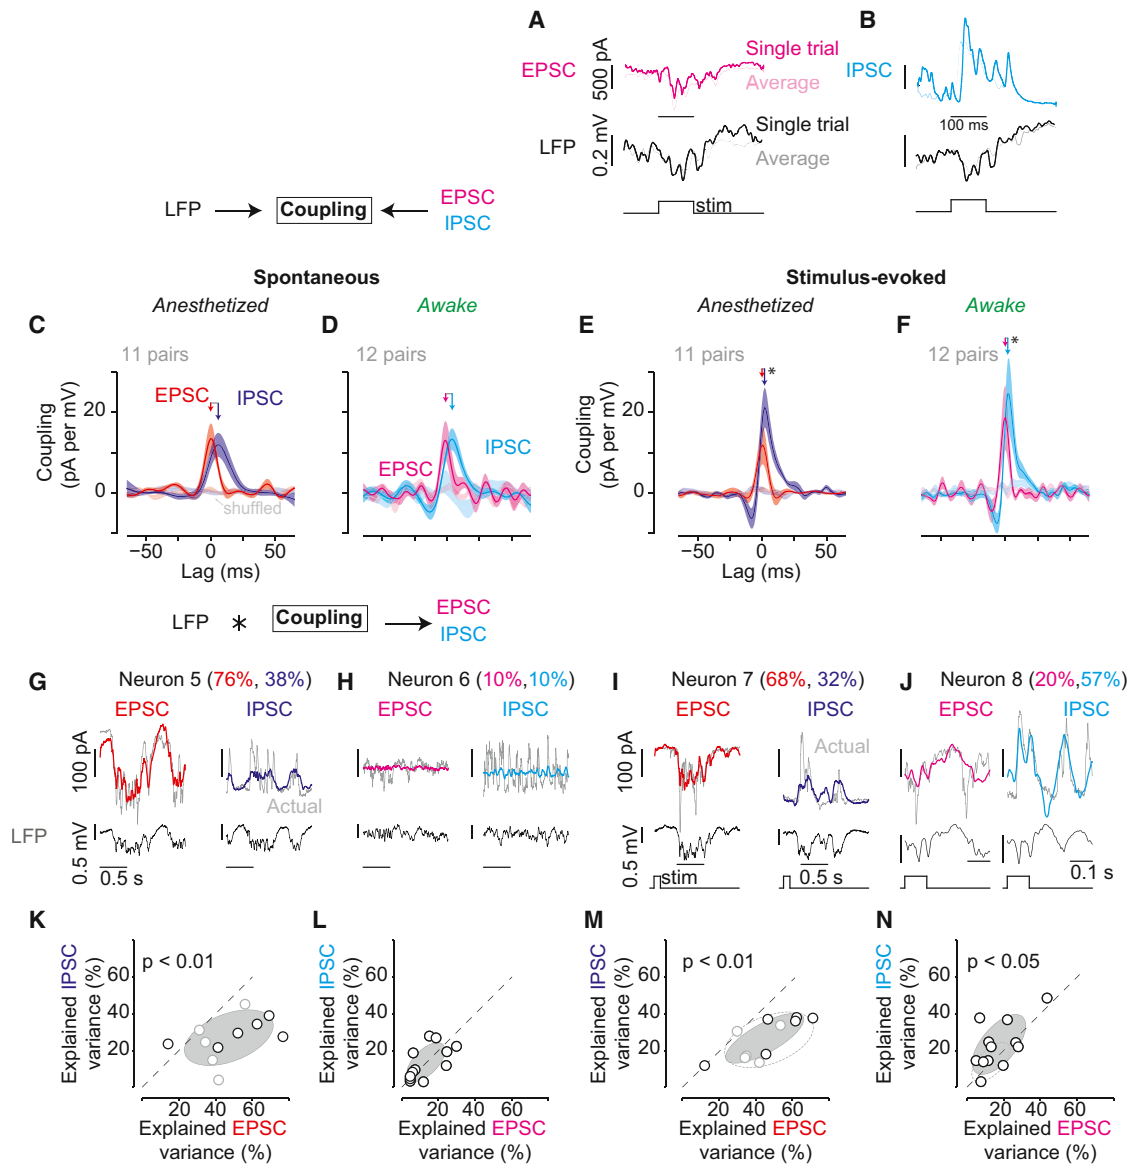 A
B
EPSC
500 pA
Single trial
Average
IPSC
100 ms
LFP
0.2 mV
Single trial
Average
stim
LFP
Coupling
EPSC
IPSC
Spontaneous
Stimulus-evoked
Anesthetized
Awake
Anesthetized
Awake
C
D
E
F
11 pairs
12 pairs
11 pairs
12 pairs
*
*
EPSC
IPSC
EPSC
IPSC
Coupling
(pA per mV)
20
0
shuffled
Coupling
(pA per mV)
20
0
−50
0
50
Lag (ms)
−50
0
50
Lag (ms)
LFP
*
Coupling
EPSC
IPSC
G
Neuron 5 (76%, 38%)
H
Neuron 6 (10%,10%)
I
Neuron 7 (68%, 32%)
J
Neuron 8 (20%,57%)
EPSC
IPSC
EPSC
IPSC
EPSC
IPSC
EPSC
IPSC
100 pA
Actual
100 pA
Actual
LFP
0.5 mV
0.5 s
0.5 mV
stim
0.5 s
0.1 s
K
L
M
N
Explained IPSC
variance (%)
60
40
20
p < 0.01
20
40
60
Explained EPSC
variance (%)
Explained IPSC
variance (%)
60
40
20
20
40
60
Explained EPSC
variance (%)
Explained IPSC
variance (%)
60
40
20
p < 0.01
20
40
60
Explained EPSC
variance (%)
Explained IPSC
variance (%)
60
40
20
p < 0.05
20
40
60
Explained EPSC
variance (%)